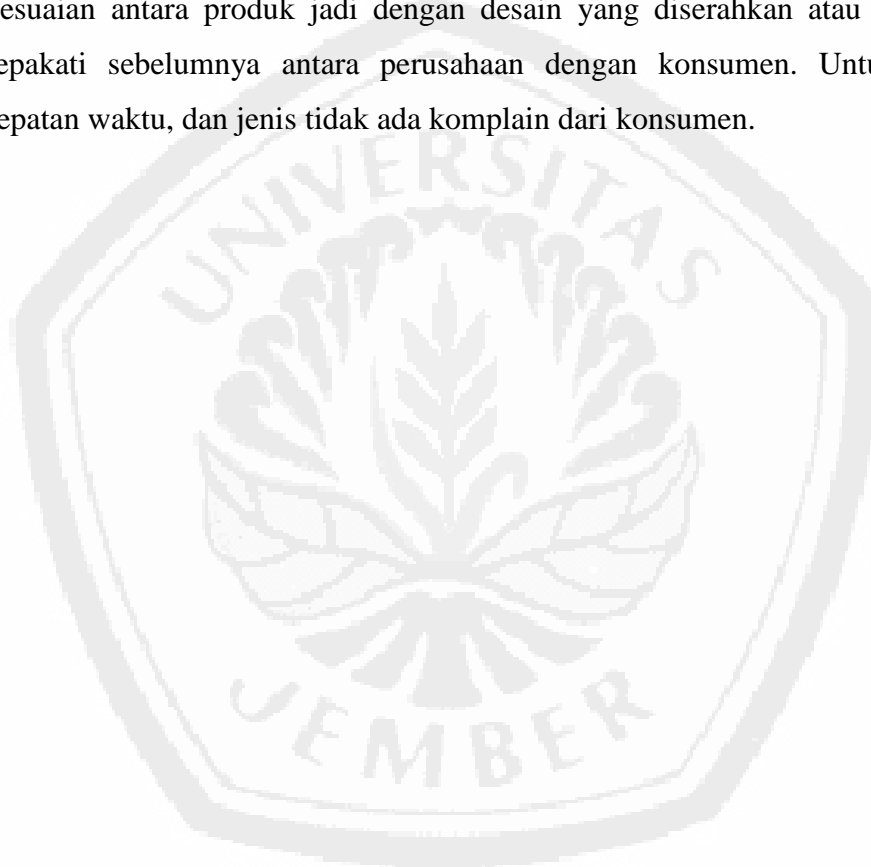 esuaian antara produk jadi dengan desain yang diserahkan atau
epakati sebelumnya antara perusahaan dengan konsumen. Untu
epatan waktu, dan jenis tidak ada komplain dari konsumen.
UNIVERSITAS
JEMBER